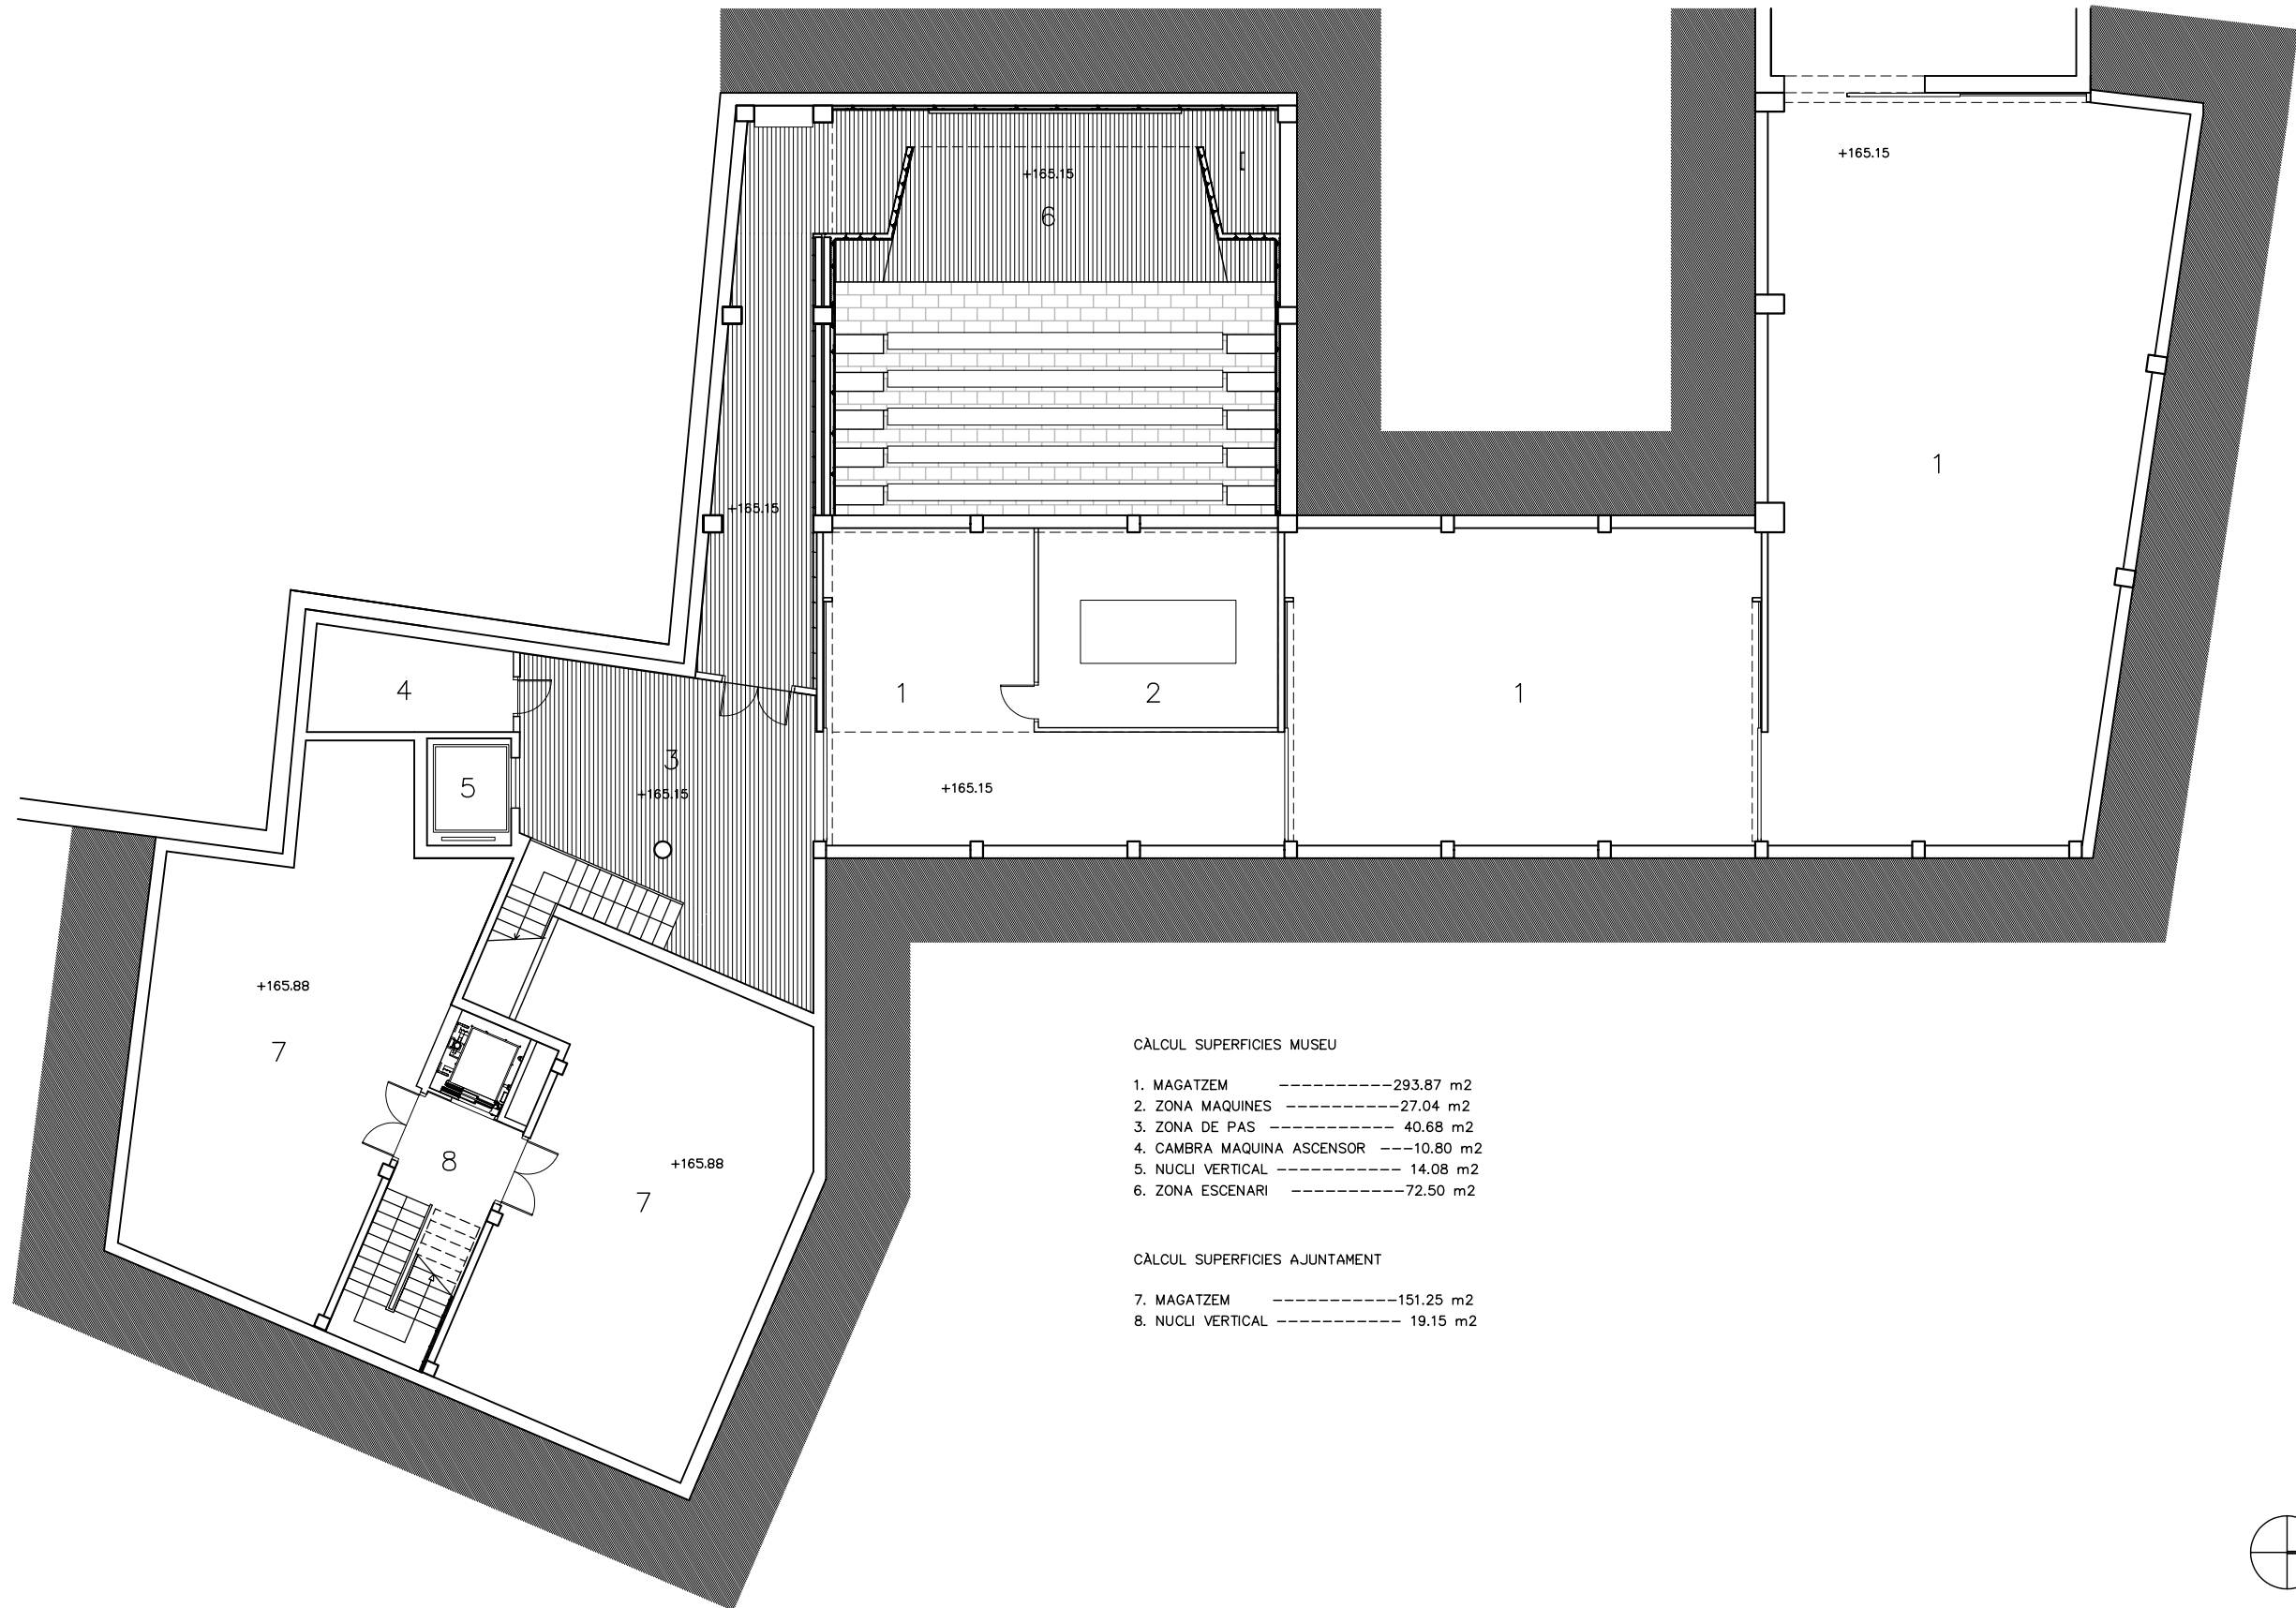 +165.15
+165.15
6
1
+165.15
4
1
2
1
3
5
+165.15
+165.15
+165.88
7
8
+165.88
7
CÀLCUL SUPERFICIES MUSEU
1. MAGATZEM ----------293.87 m2
2. ZONA MAQUINES ----------27.04 m2
3. ZONA DE PAS ----------- 40.68 m2
4. CAMBRA MAQUINA ASCENSOR ---10.80 m2
5. NUCLI VERTICAL ----------- 14.08 m2
6. ZONA ESCENARI ----------72.50 m2
CÀLCUL SUPERFICIES AJUNTAMENT
7. MAGATZEM -----------151.25 m2
8. NUCLI VERTICAL ----------- 19.15 m2